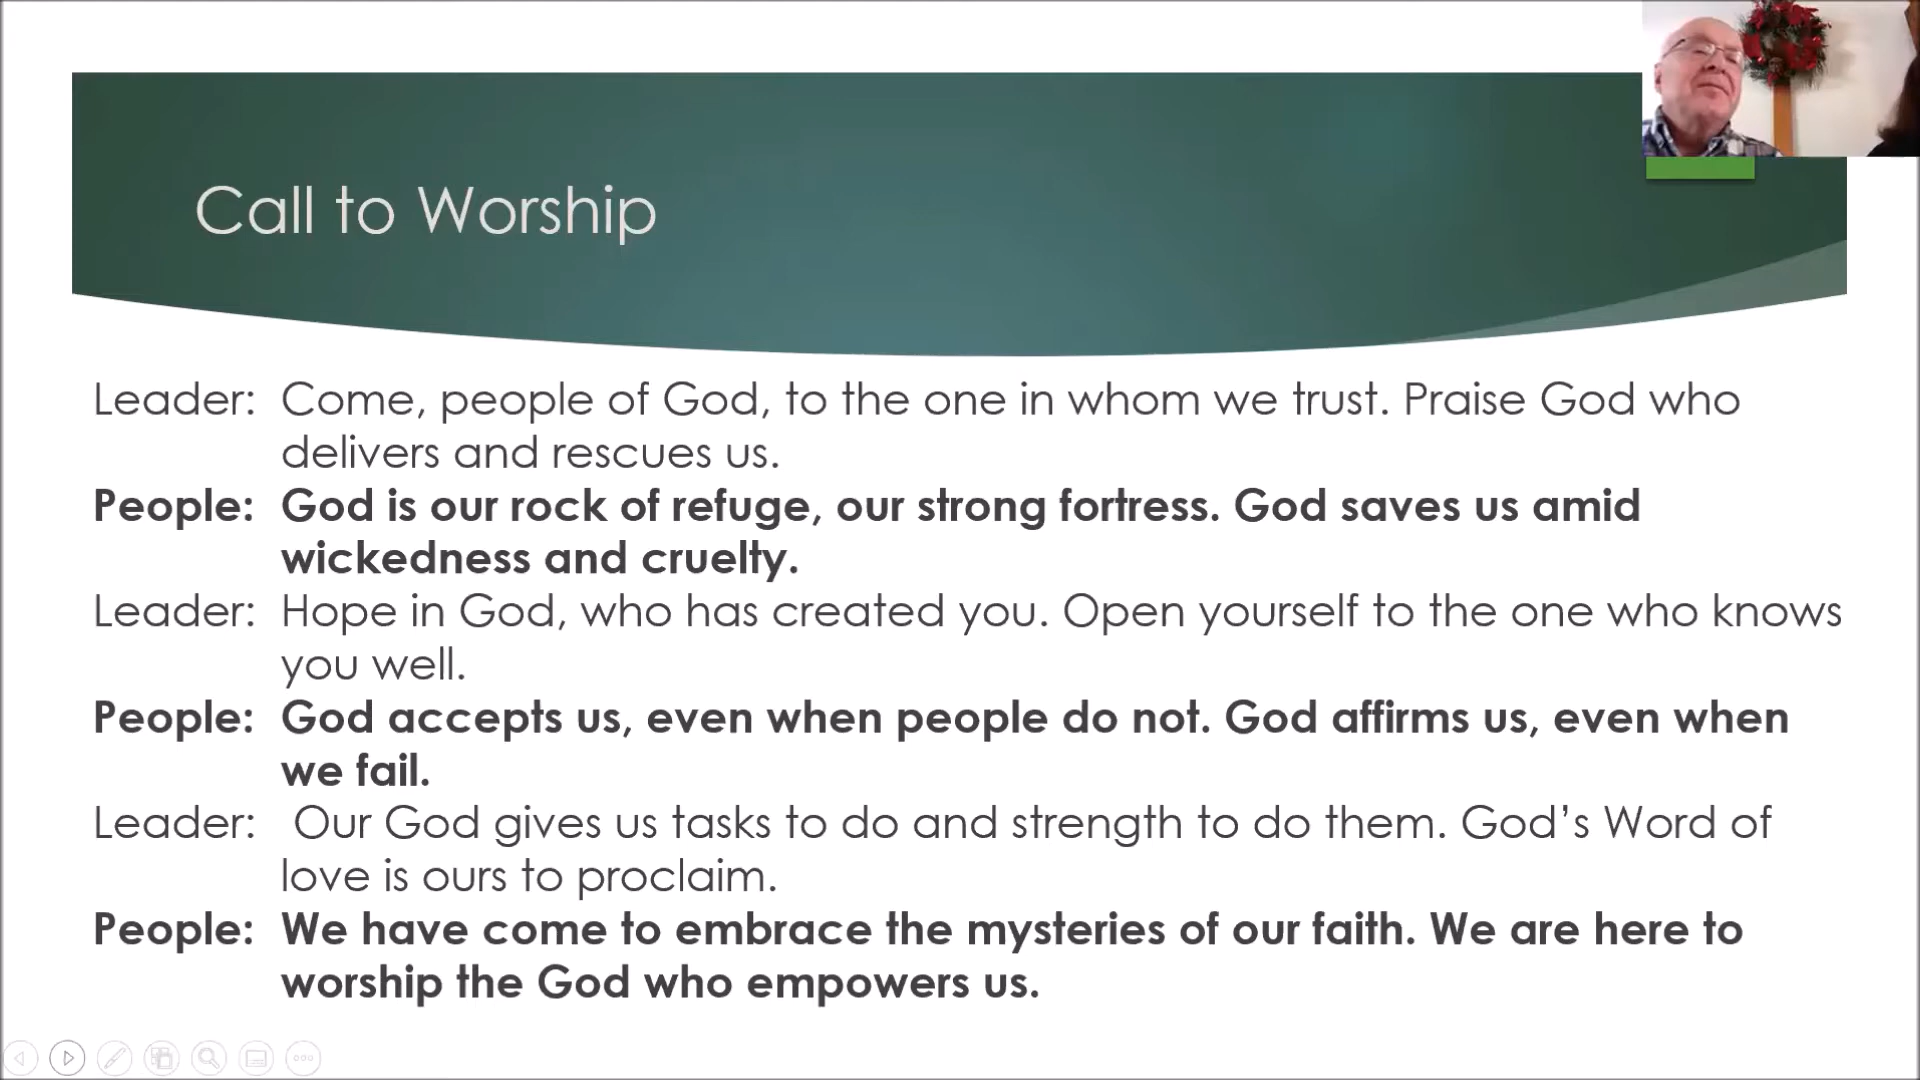 Call to Worship
Leader: Come, people of God, to the one in whom we trust. Praise God who
delivers and rescues us.
People: God is our rock of refuge, our strong fortress. God saves us amid
wickedness and cruelty.
Leader: Hope in God, who has created you. Open yourself to the one who knows
you well.
People: God accepts us, even when people do not. God affirms us, even when
we fail.
Leader: Our God gives us tasks to do and strength to do them. God’s Word of
love is ours to proclaim.
People: We have come to embrace the mysteries of our faith. We are here to
worship the God who empowers us.